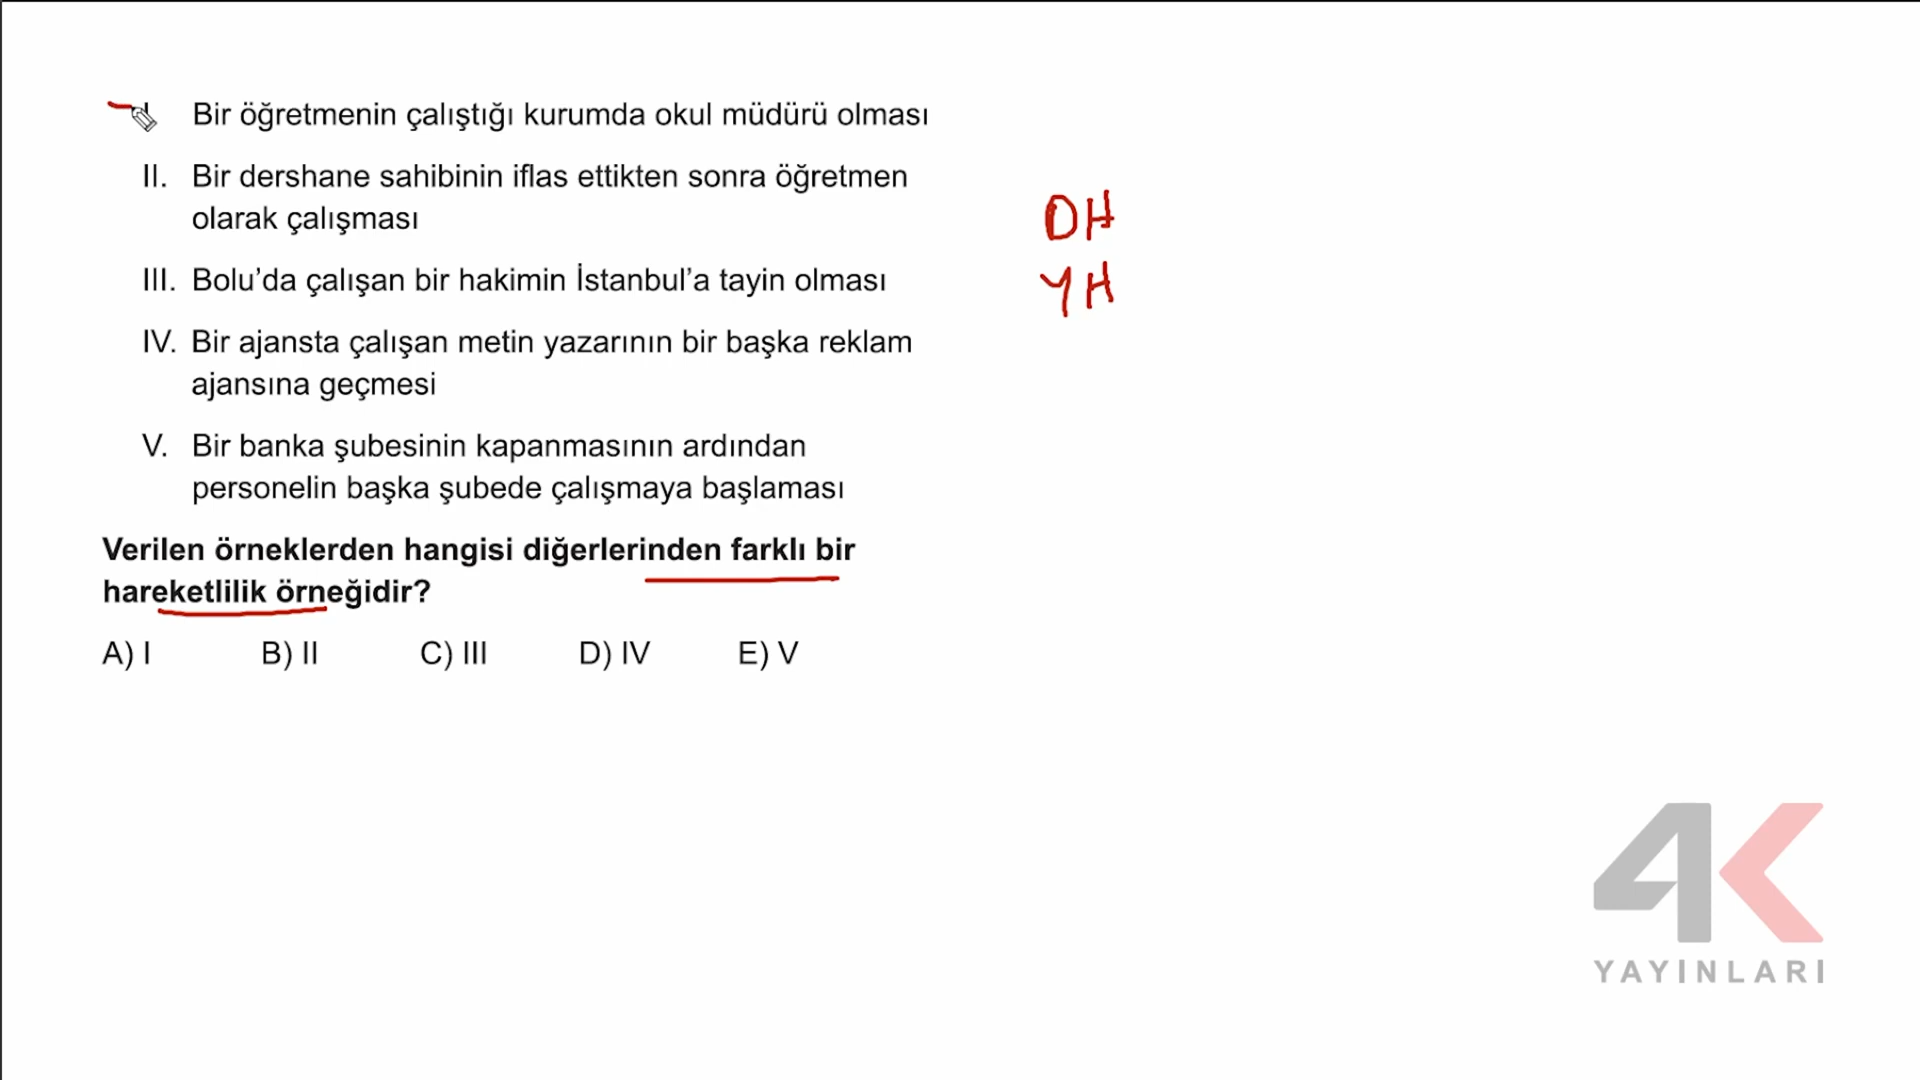 I Bir öğretmenin çalıştığı kurumda okul müdürü olması
II. Bir dershane sahibinin iflas ettikten sonra öğretmen
olarak çalışması
III. Bolu’da çalışan bir hakimin İstanbul’a tayin olması
IV. Bir ajansta çalışan metin yazarının bir başka reklam
ajansına geçmesi
V. Bir banka şubesinin kapanmasının ardından
personelin başka şubede çalışmaya başlaması
Verilen örneklerden hangisi diğerlerinden farklı bir
hareketlilik örneğidir?
A) I B) II C) III D) IV E) V
DH
YH
4K
YAYINLARI